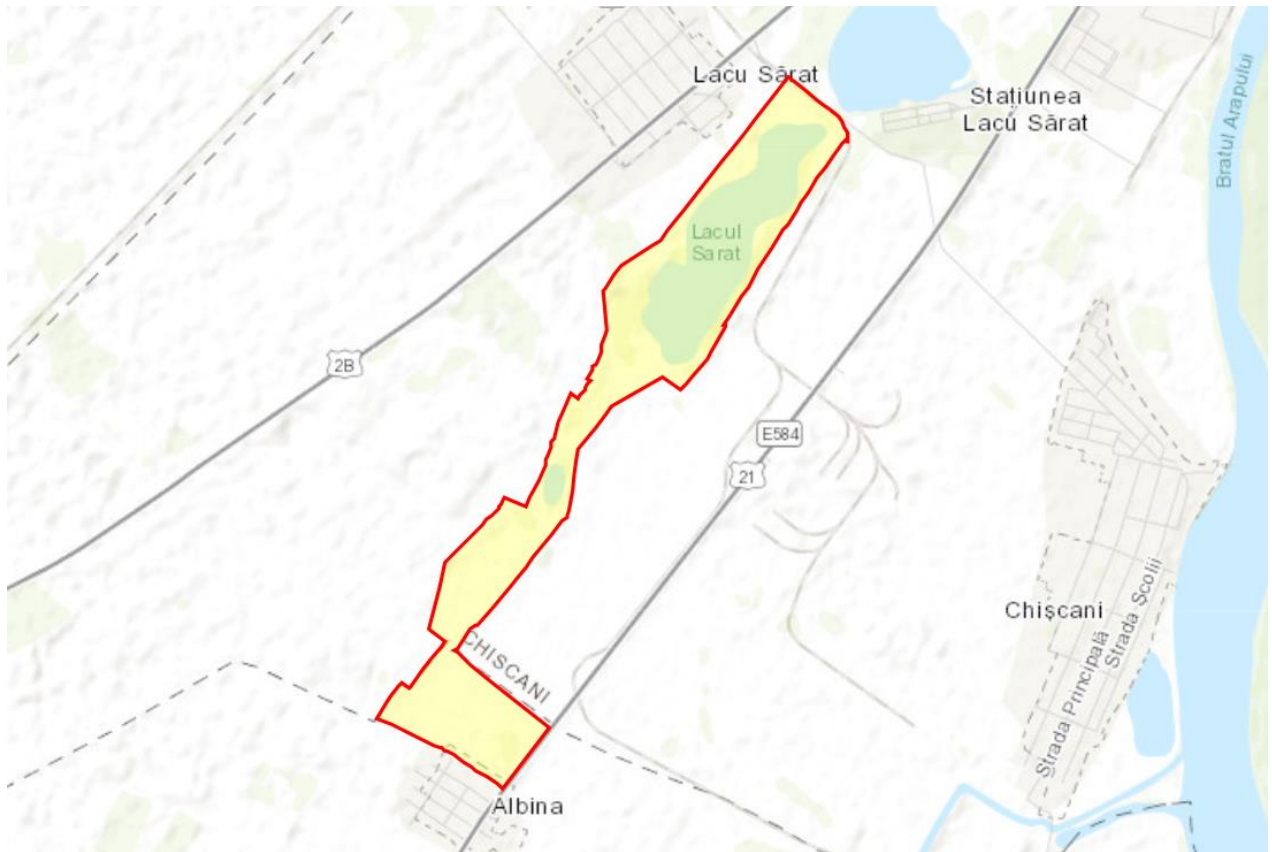 Lacu Sărat
Stațiunea
Lacu Sărat
Bratul Arapului
Lacul
Sarat
2B
E584
21
Chișcani
Strada Școlii
Strada Principală
CHISCANI
Albina